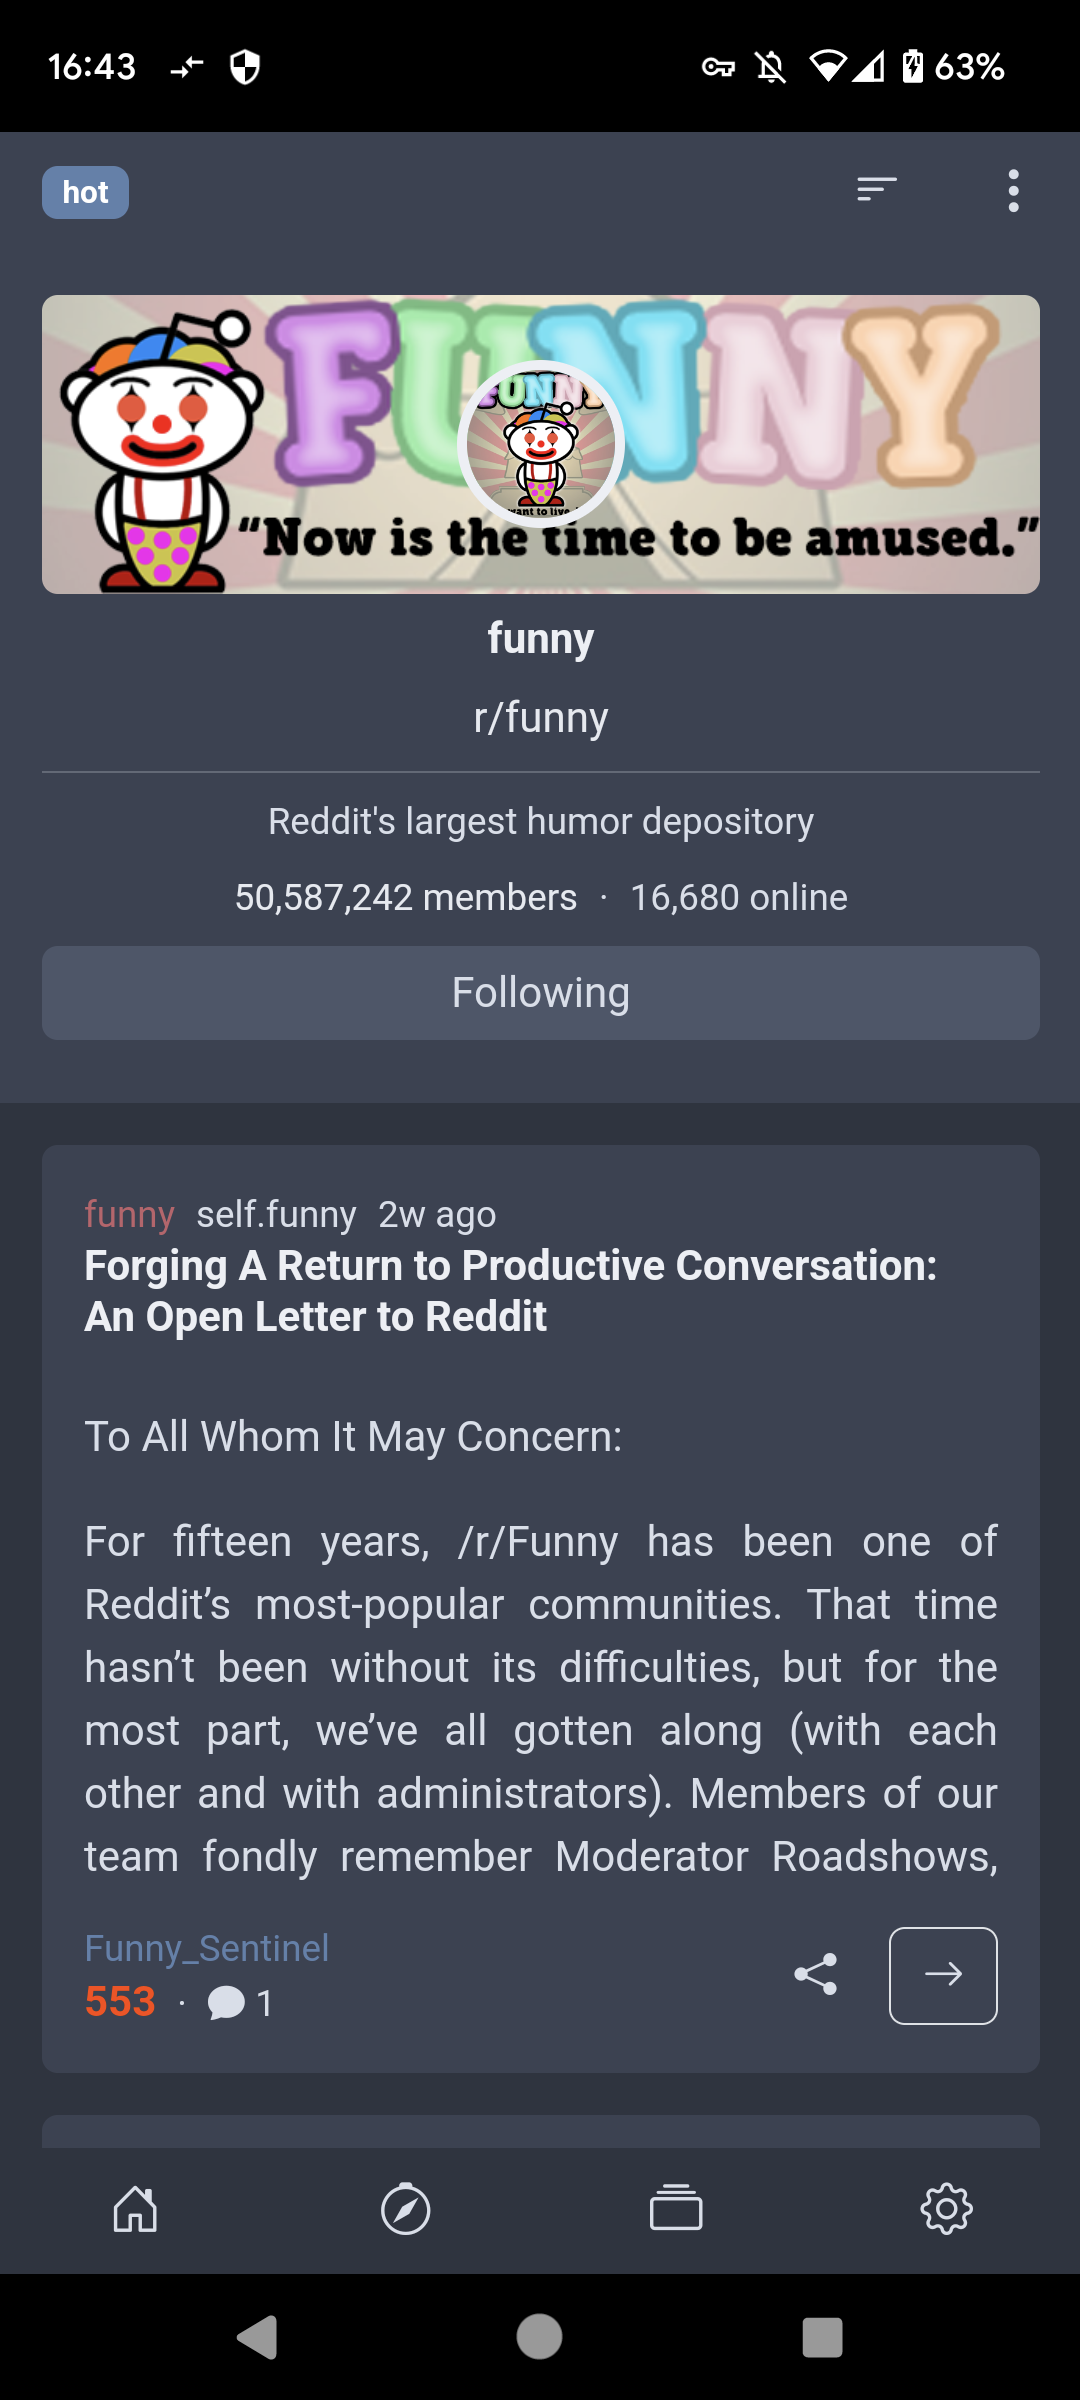 16:43
63%
hot
FUNNY
FUNNY
want to live
“Now is the time to be amused.”
funny
r/funny
Reddit's largest humor depository
50,587,242 members · 16,680 online
Following
funny self.funny 2w ago
Forging A Return to Productive Conversation:
An Open Letter to Reddit
To All Whom It May Concern:
For fifteen years, /r/Funny has been one of
Reddit’s most-popular communities. That time
hasn’t been without its difficulties, but for the
most part, we’ve all gotten along (with each
other and with administrators). Members of our
team fondly remember Moderator Roadshows,
Funny_Sentinel
553 · 1